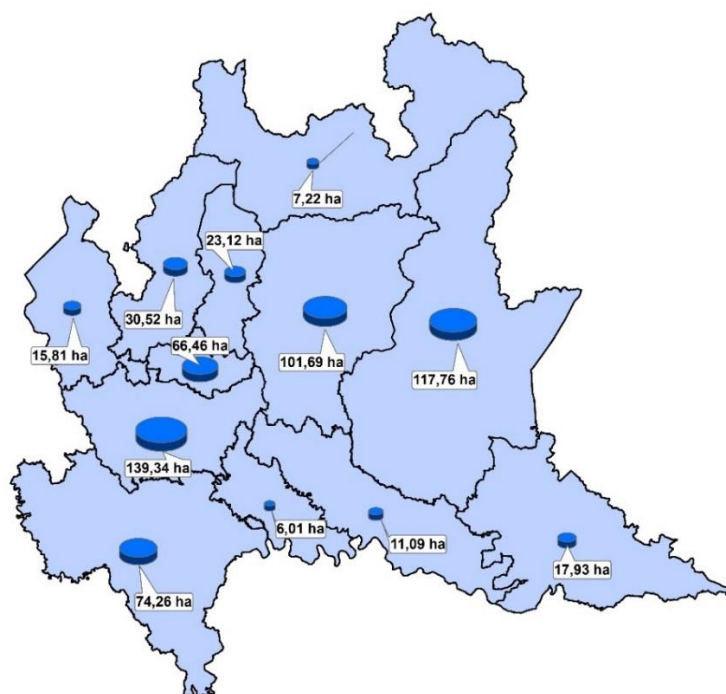 7,22 ha
23,12 ha
30,52 ha
15,81 ha
66,46 ha
101,69 ha
117,76 ha
139,34 ha
6,01 ha
11,09 ha
17,93 ha
74,26 ha